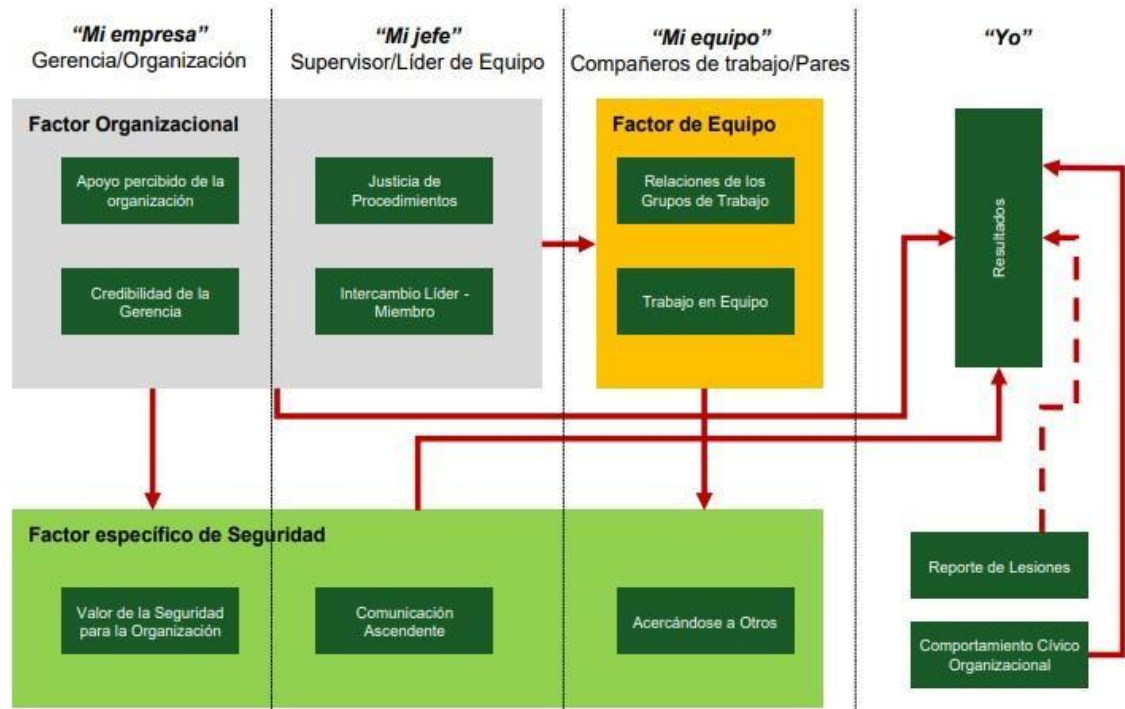 “Mi empresa”
Gerencia/Organización
“Mi jefe”
Supervisor/Líder de Equipo
“Mi equipo”
Compañeros de trabajo/Pares
“Yo”
Factor Organizacional
Apoyo percibido de la
organización
Justicia de
Procedimientos
Credibilidad de la
Gerencia
Intercambio Líder -
Miembro
Factor de Equipo
Relaciones de los
Grupos de Trabajo
Trabajo en Equipo
Resultados
Factor específico de Seguridad
Valor de la Seguridad
para la Organización
Comunicación
Ascendente
Acercándose a Otros
Reporte de Lesiones
Comportamiento Cívico
Organizacional